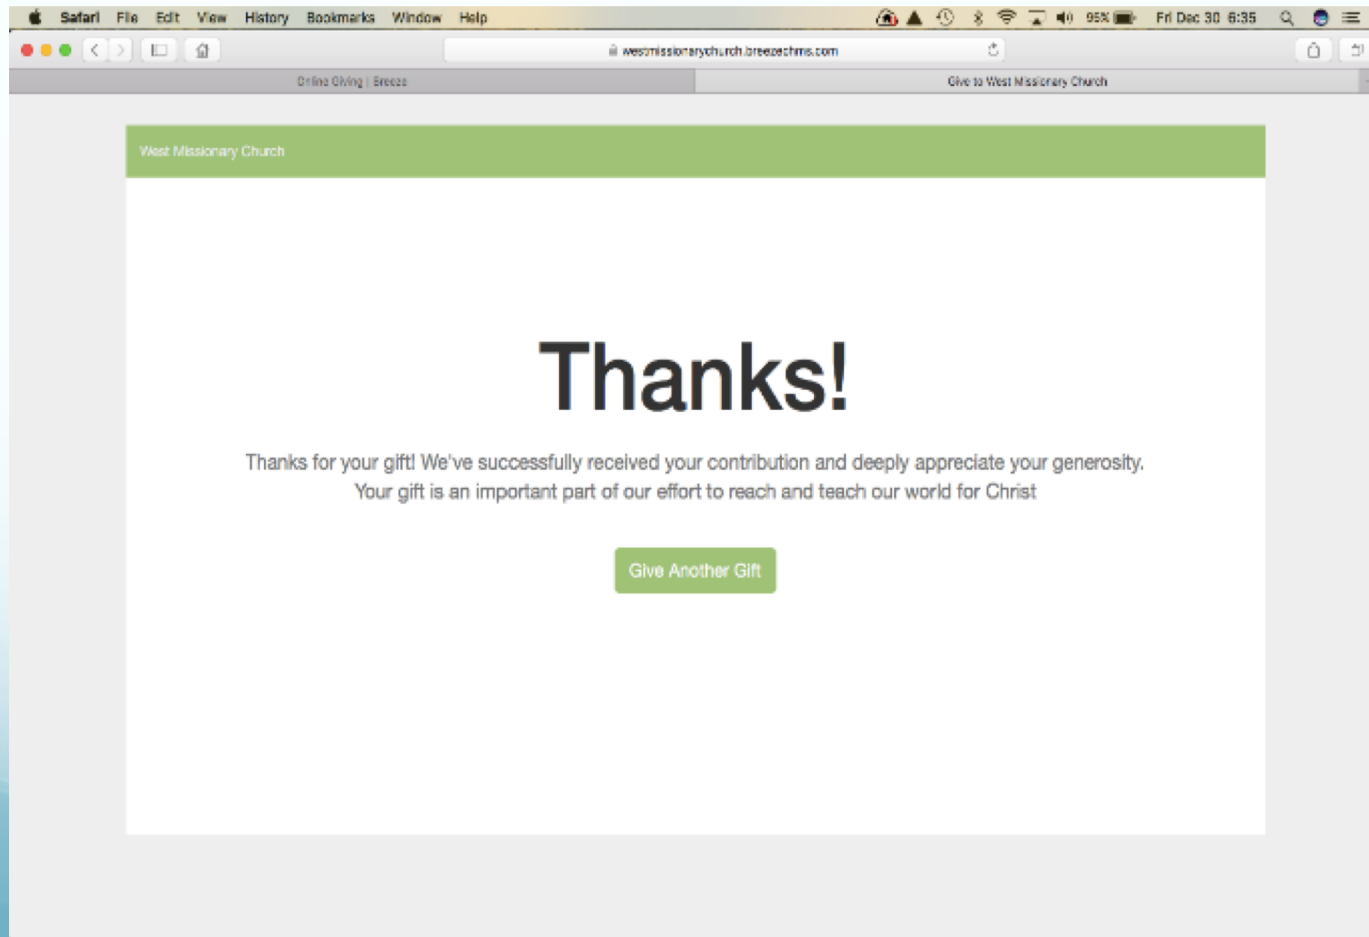 Safari File Edit View History Bookmarks Window Help 95% Fri Dec 30 6:35
westmissionarychurch.breezechms.com
Online Giving | Breeze Give to West Missionary Church
West Missionary Church
Thanks!
Thanks for your gift! We've successfully received your contribution and deeply appreciate your generosity.
Your gift is an important part of our effort to reach and teach our world for Christ
Give Another Gift